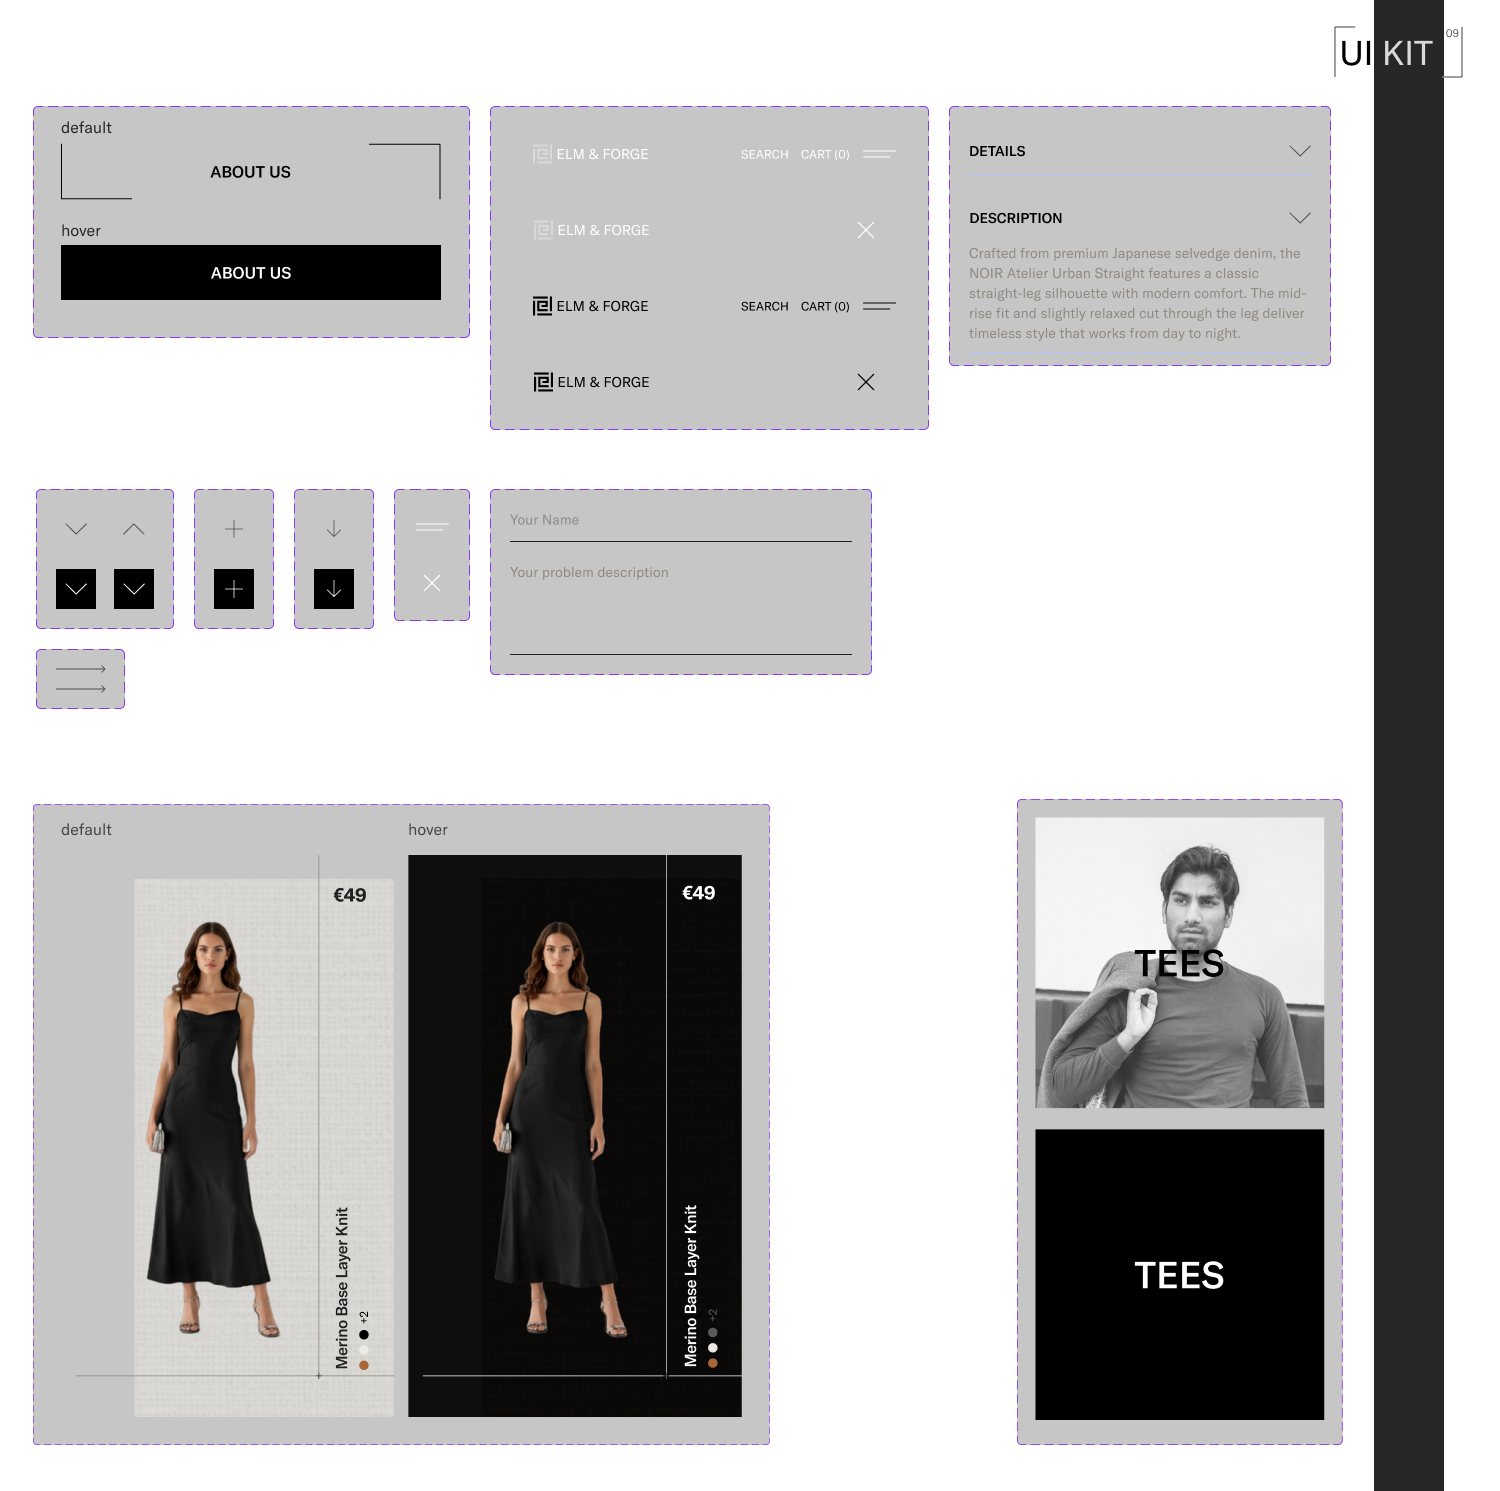 UI KIT
09
default
ABOUT US
hover
ABOUT US
ELM & FORGE
SEARCH CART (0)
ELM & FORGE
ELM & FORGE
SEARCH CART (0)
ELM & FORGE
DETAILS
DESCRIPTION
Crafted from premium Japanese selvedge denim, the
NOIR Atelier Urban Straight features a classic
straight-leg silhouette with modern comfort. The mid-
rise fit and slightly relaxed cut through the leg deliver
timeless style that works from day to night.
Your Name
Your problem description
default
€49
Merino Base Layer Knit
+2
hover
€49
Merino Base Layer Knit
+2
TEES
TEES